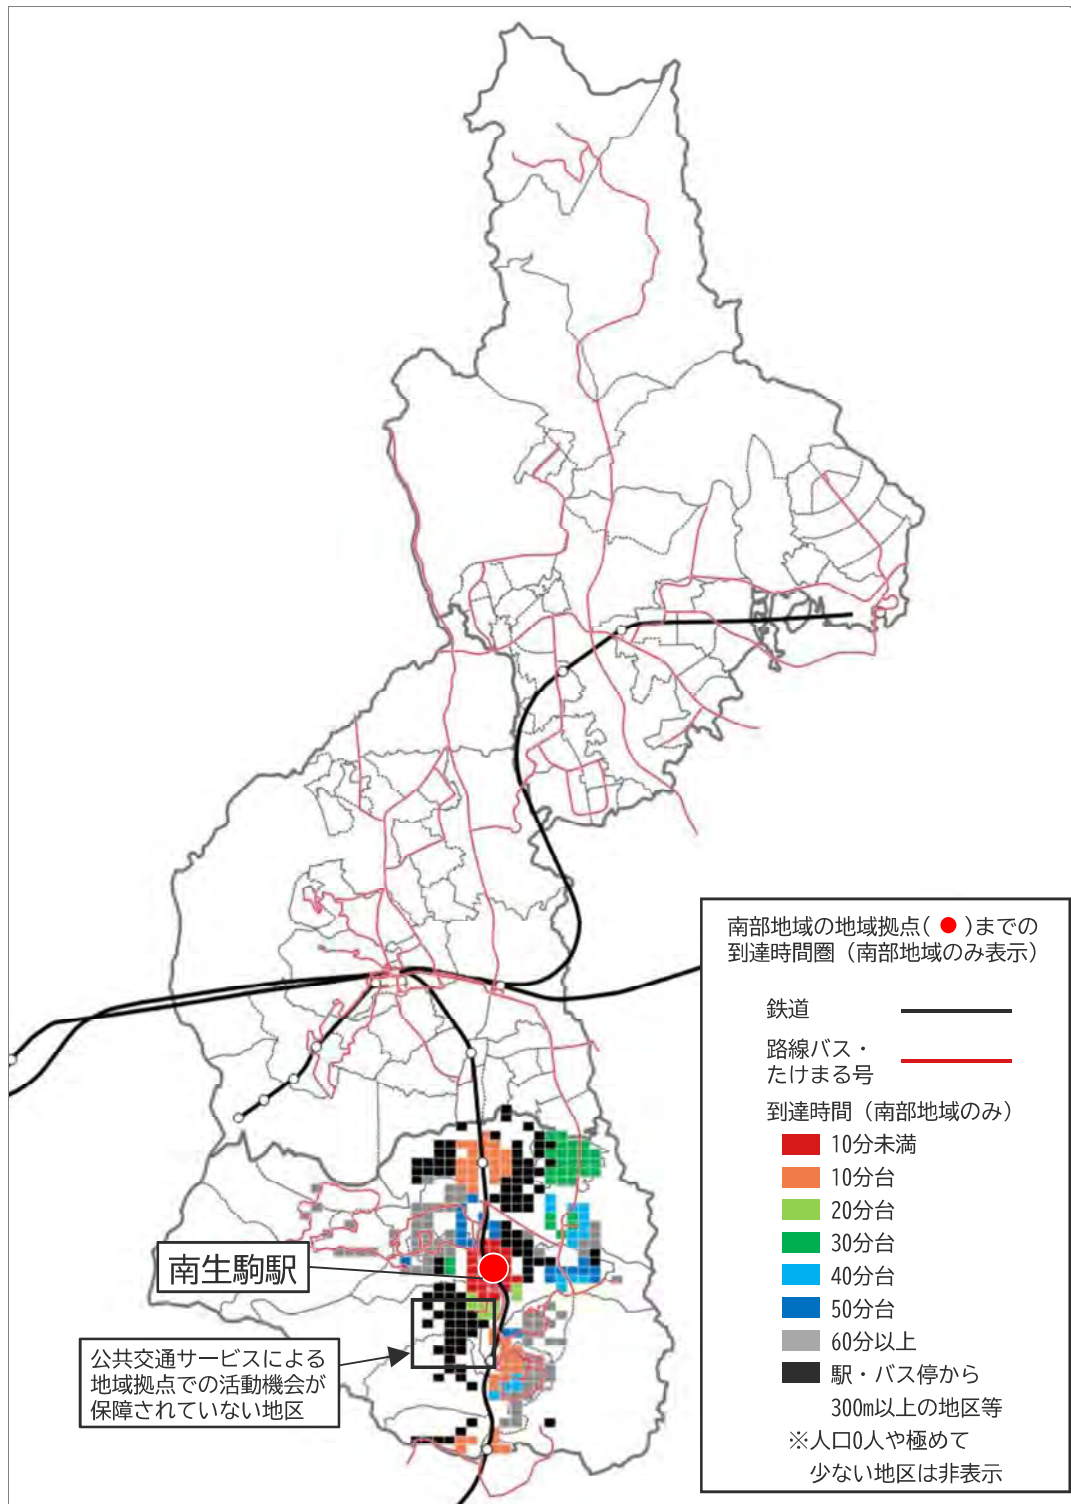 南部地域の地域拠点( ● )までの
到達時間圏（南部地域のみ表示）
鉄道
路線バス・
たけまる号
到達時間（南部地域のみ）
10分未満
10分台
20分台
30分台
40分台
50分台
60分以上
駅・バス停から
300m以上の地区等
※人口0人や極めて
少ない地区は非表示
南生駒駅
公共交通サービスによる
地域拠点での活動機会が
保障されていない地区